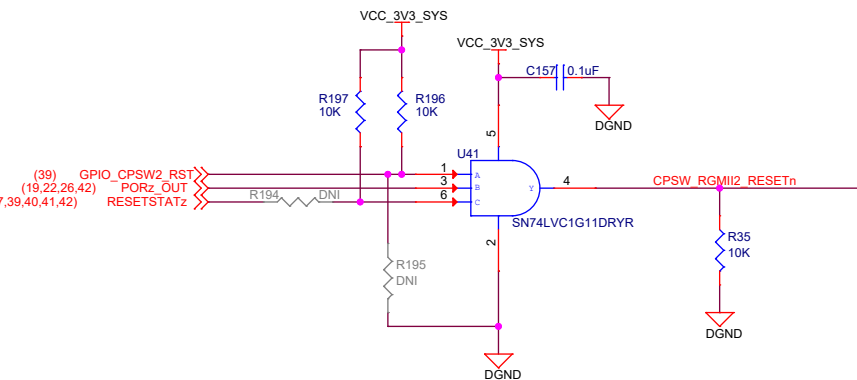 VCC_3V3_SYS
VCC_3V3_SYS
C157 0.1uF
R197
10K
R196
10K
DGND
5
U41
(39) GPIO_CPSW2_RST 1 A
(19,22,26,42) PORz_OUT 3 B Y 4 CPSW_RGMII2_RESETn
7,39,40,41,42) RESETSTATz R194 DNI 6 C
SN74LVC1G11DRYR
2
R35
10K
R195
DNI
DGND
DGND